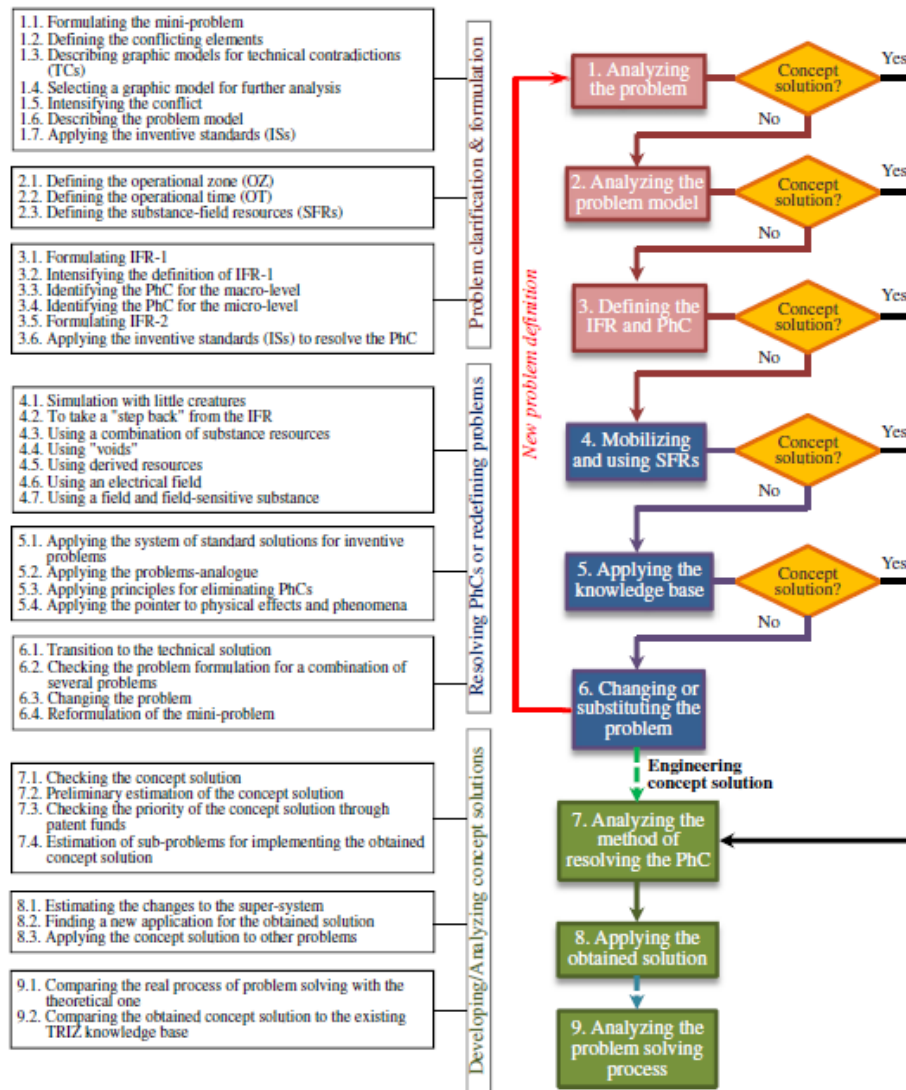 1.1. Formulating the mini-problem
1.2. Defining the conflicting elements
1.3. Describing graphic models for technical contradictions
(TCs)
1.4. Selecting a graphic model for further analysis
1.5. Intensifying the conflict
1.6. Describing the problem model
1.7. Applying the inventive standards (ISs)
2.1. Defining the operational zone (OZ)
2.2. Defining the operational time (OT)
2.3. Defining the substance-field resources (SFRs)
3.1. Formulating IFR-1
3.2. Intensifying the definition of IFR-1
3.3. Identifying the PhC for the macro-level
3.4. Identifying the PhC for the micro-level
3.5. Formulating IFR-2
3.6. Applying the inventive standards (ISs) to resolve the PhC
Problem clarification & formulation
4.1. Simulation with little creatures
4.2. To take a "step back" from the IFR
4.3. Using a combination of substance resources
4.4. Using "voids"
4.5. Using derived resources
4.6. Using an electrical field
4.7. Using a field and field-sensitive substance
5.1. Applying the system of standard solutions for inventive
problems
5.2. Applying the problems-analogue
5.3. Applying principles for eliminating PhCs
5.4. Applying the pointer to physical effects and phenomena
6.1. Transition to the technical solution
6.2. Checking the problem formulation for a combination of
several problems
6.3. Changing the problem
6.4. Reformulation of the mini-problem
Resolving PhCs or redefining problems
7.1. Checking the concept solution
7.2. Preliminary estimation of the concept solution
7.3. Checking the priority of the concept solution through
patent funds
7.4. Estimation of sub-problems for implementing the obtained
concept solution
8.1. Estimating the changes to the super-system
8.2. Finding a new application for the obtained solution
8.3. Applying the concept solution to other problems
9.1. Comparing the real process of problem solving with the
theoretical one
9.2. Comparing the obtained concept solution to the existing
TRIZ knowledge base
Developing/Analyzing concept solutions
New problem definition
1. Analyzing
the problem
Concept
solution?
Yes
No
2. Analyzing the
problem model
Concept
solution?
Yes
No
3. Defining the
IFR and PhC
Concept
solution?
Yes
No
4. Mobilizing
and using SFRs
Concept
solution?
Yes
No
5. Applying the
knowledge base
Concept
solution?
Yes
No
6. Changing or
substituting the
problem
Engineering
concept solution
7. Analyzing the
method of
resolving the PhC
8. Applying the
obtained solution
9. Analyzing the
problem solving
process